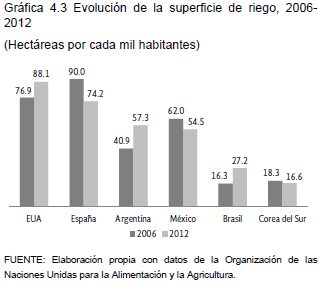 Gráfica 4.3 Evolución de la superficie de riego, 2006-
2012
(Hectáreas por cada mil habitantes)
76.9 88.1 90.0 74.2 40.9 57.3 62.0 54.5 16.3 27.2 18.3 16.6
EUA España Argentina México Brasil Corea del Sur
2006 2012
FUENTE: Elaboración propia con datos de la Organización de las
Naciones Unidas para la Alimentación y la Agricultura.